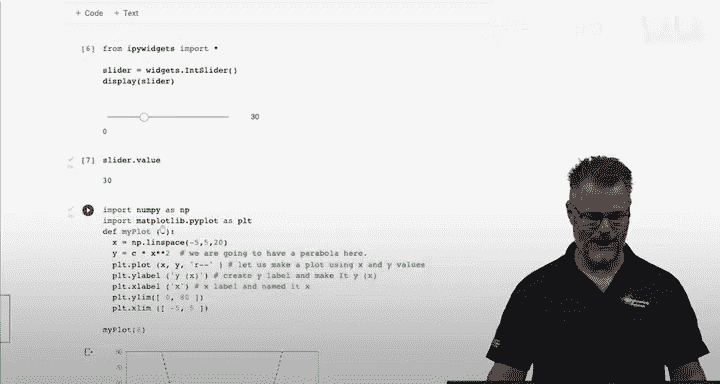 + Code + Text
[6] from ipywidgets import *
slider = widgets.IntSlider()
display(slider)
30
0
[7] slider.value
30
import numpy as np
import matplotlib.pyplot as plt
def myPlot (c):
x = np.linspace(-5,5,20)
y = c * x**2 # we are going to have a parabola here.
plt.plot (x, y, 'r--' ) # let us make a plot using x and y values
plt.ylabel ('y (x)') # create y label and make It y (x)
plt.xlabel ('x') # x label and named it x
plt.ylim([ 0, 80 ])
plt.xlim ([ -5, 5 ])
myPlot(6)
80